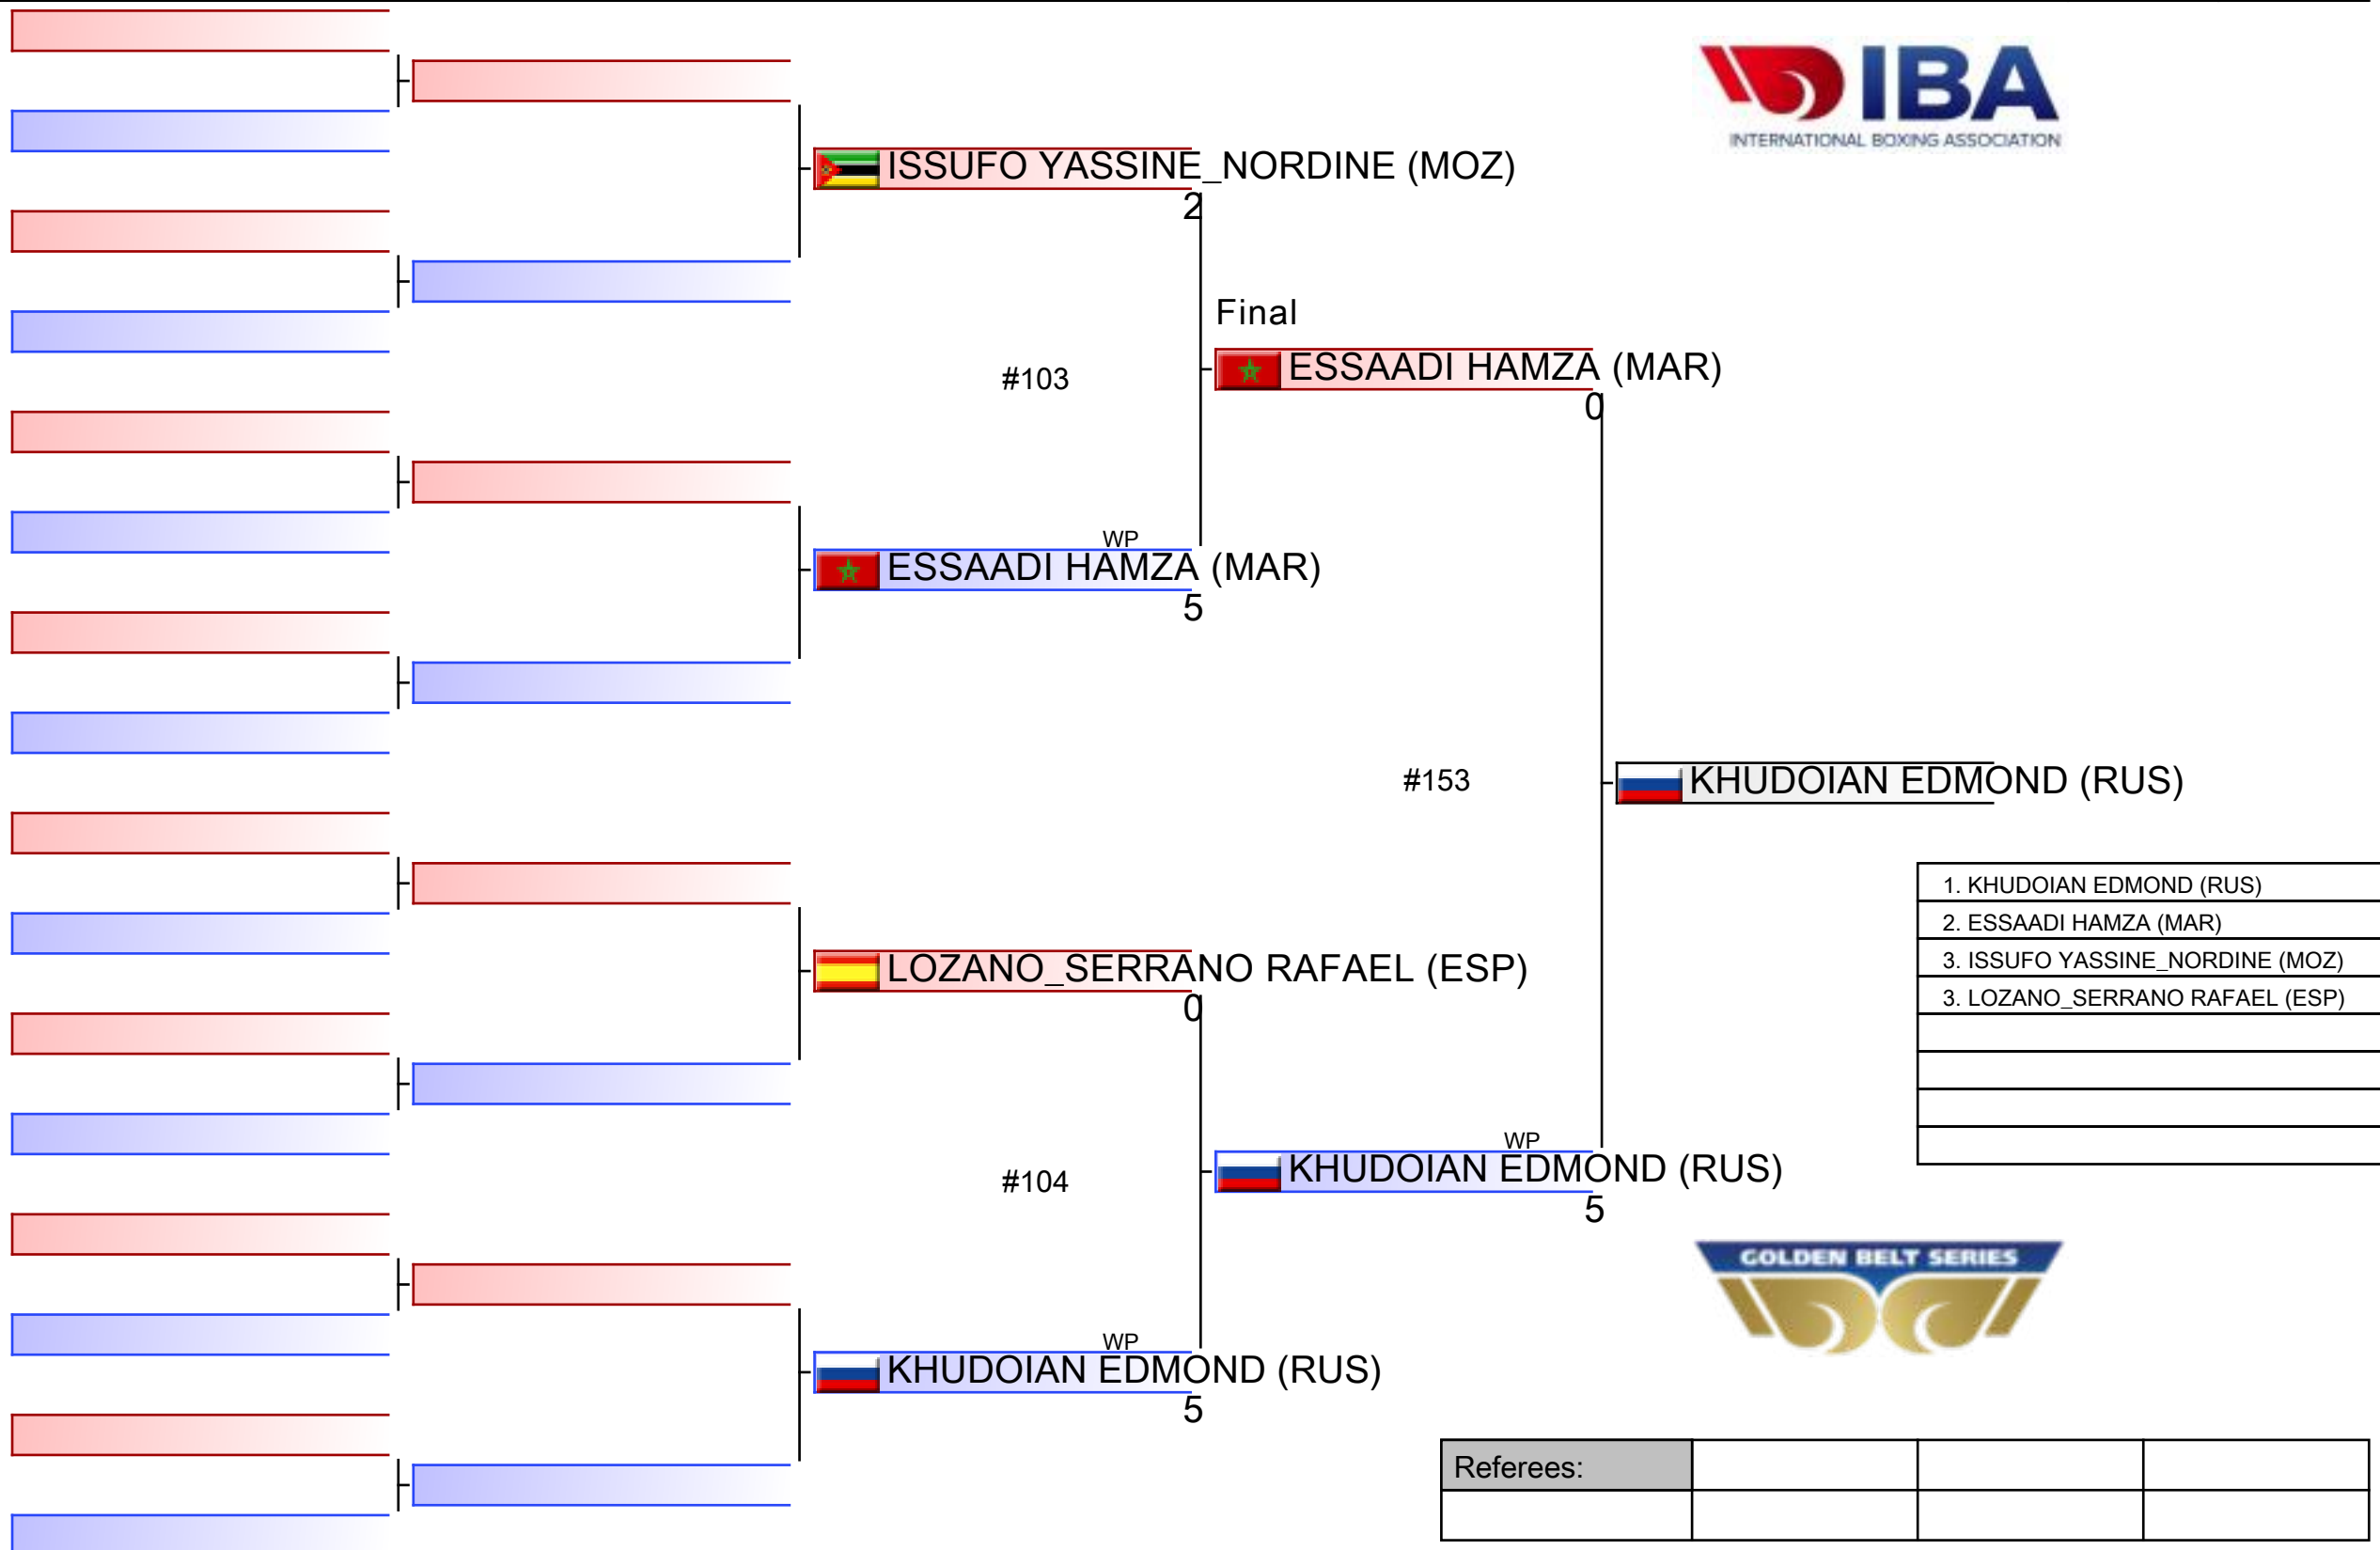 IBA
INTERNATIONAL BOXING ASSOCIATION
ISSUFO YASSINE_NORDINE (MOZ)
2
Final
ESSAADI HAMZA (MAR)
0
#103
WP
ESSAADI HAMZA (MAR)
5
#153
KHUDOIAN EDMOND (RUS)
1. KHUDOIAN EDMOND (RUS)
2. ESSAADI HAMZA (MAR)
3. ISSUFO YASSINE_NORDINE (MOZ)
3. LOZANO_SERRANO RAFAEL (ESP)
LOZANO_SERRANO RAFAEL (ESP)
0
WP
KHUDOIAN EDMOND (RUS)
5
#104
GOLDEN BELT SERIES
WP
KHUDOIAN EDMOND (RUS)
5
Referees: